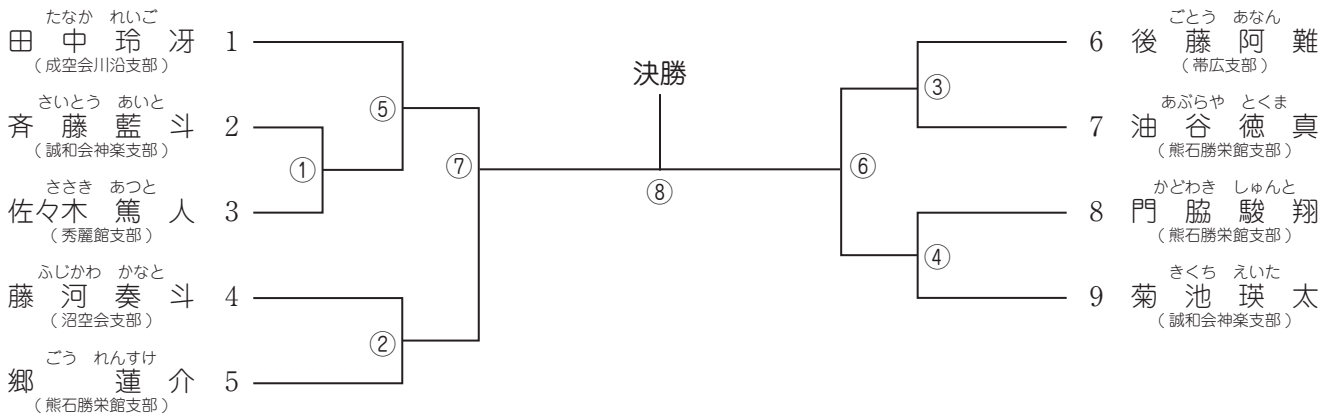 たなか れいご
田中玲冴 1
(成空会川沿支部)
さいとう あいと
斉藤藍斗 2
(誠和会神楽支部)
ささき あつと
佐々木篤人 3
(秀麗館支部)
ふじかわ かなと
藤河奏斗 4
(沼空会支部)
ごう れんすけ
郷蓮介 5
(熊石勝栄館支部)
⑤
①
②
⑦
決勝
⑧
⑥
③
④
ごとう あなん
6 後藤阿難
(帯広支部)
あぶらや とくま
7 油谷徳真
(熊石勝栄館支部)
かどわき しゅんと
8 門脇駿翔
(熊石勝栄館支部)
きくち えいた
9 菊池瑛太
(誠和会神楽支部)